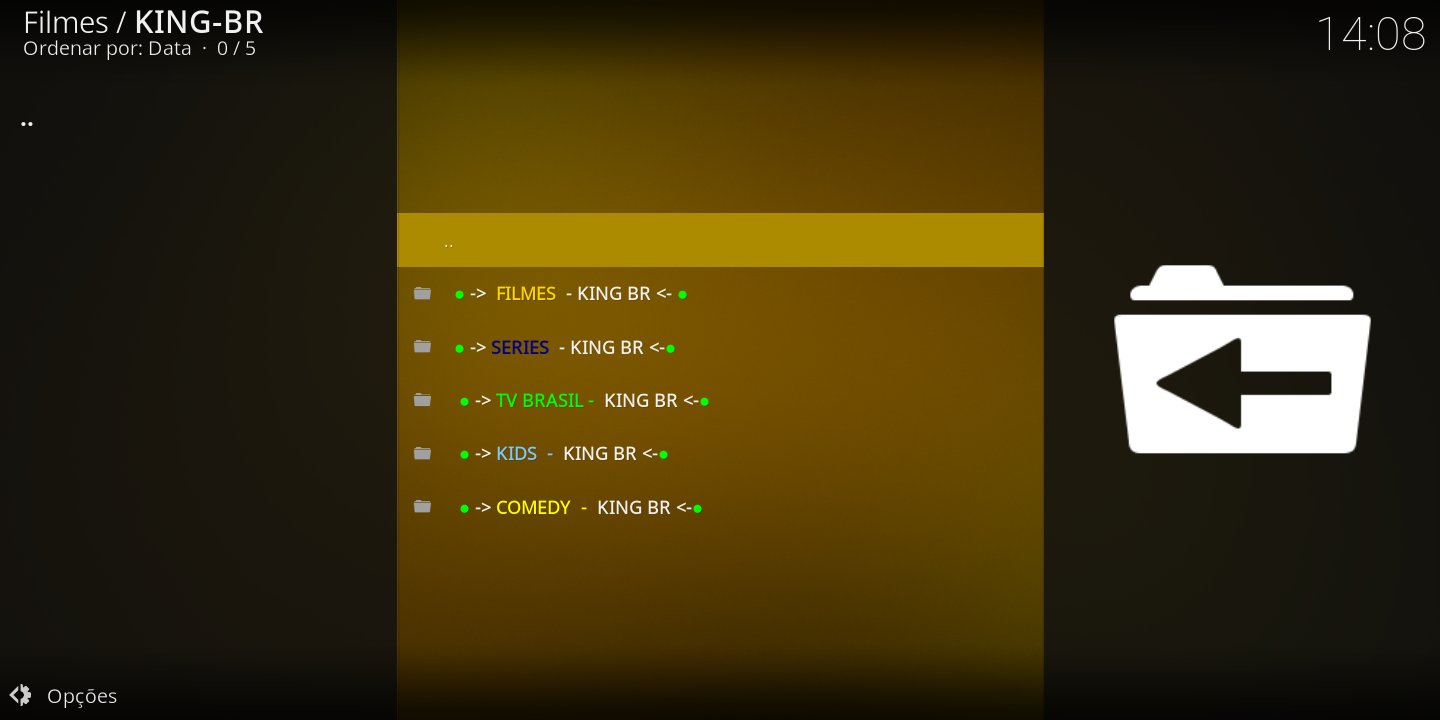 Filmes / KING-BR
Ordenar por: Data · 0 / 5
14:08
..
..
● -> FILMES - KING BR <- ●
● -> SERIES - KING BR <-●
● -> TV BRASIL - KING BR <-●
● -> KIDS - KING BR <-●
● -> COMEDY - KING BR <-●
Opções